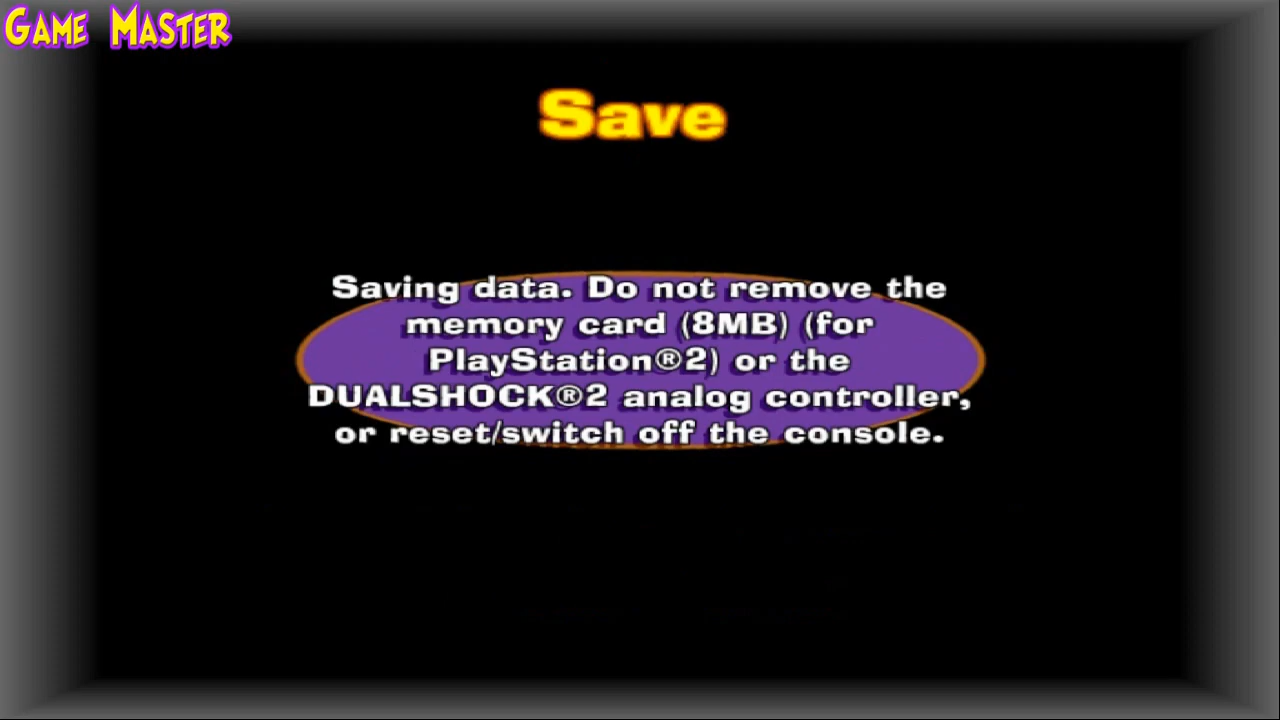 Game Master
Save
Saving data. Do not remove the
memory card (8MB) (for
PlayStation®2) or the
DUALSHOCK®2 analog controller,
or reset/switch off the console.